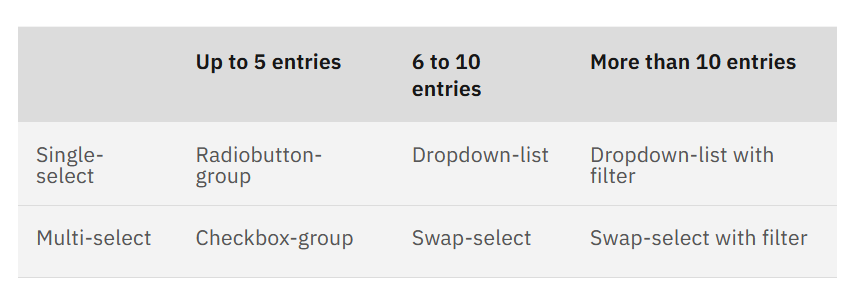 Up to 5 entries
6 to 10
entries
More than 10 entries
Single-
select
Radiobutton-
group
Dropdown-list
Dropdown-list with
filter
Multi-select
Checkbox-group
Swap-select
Swap-select with filter